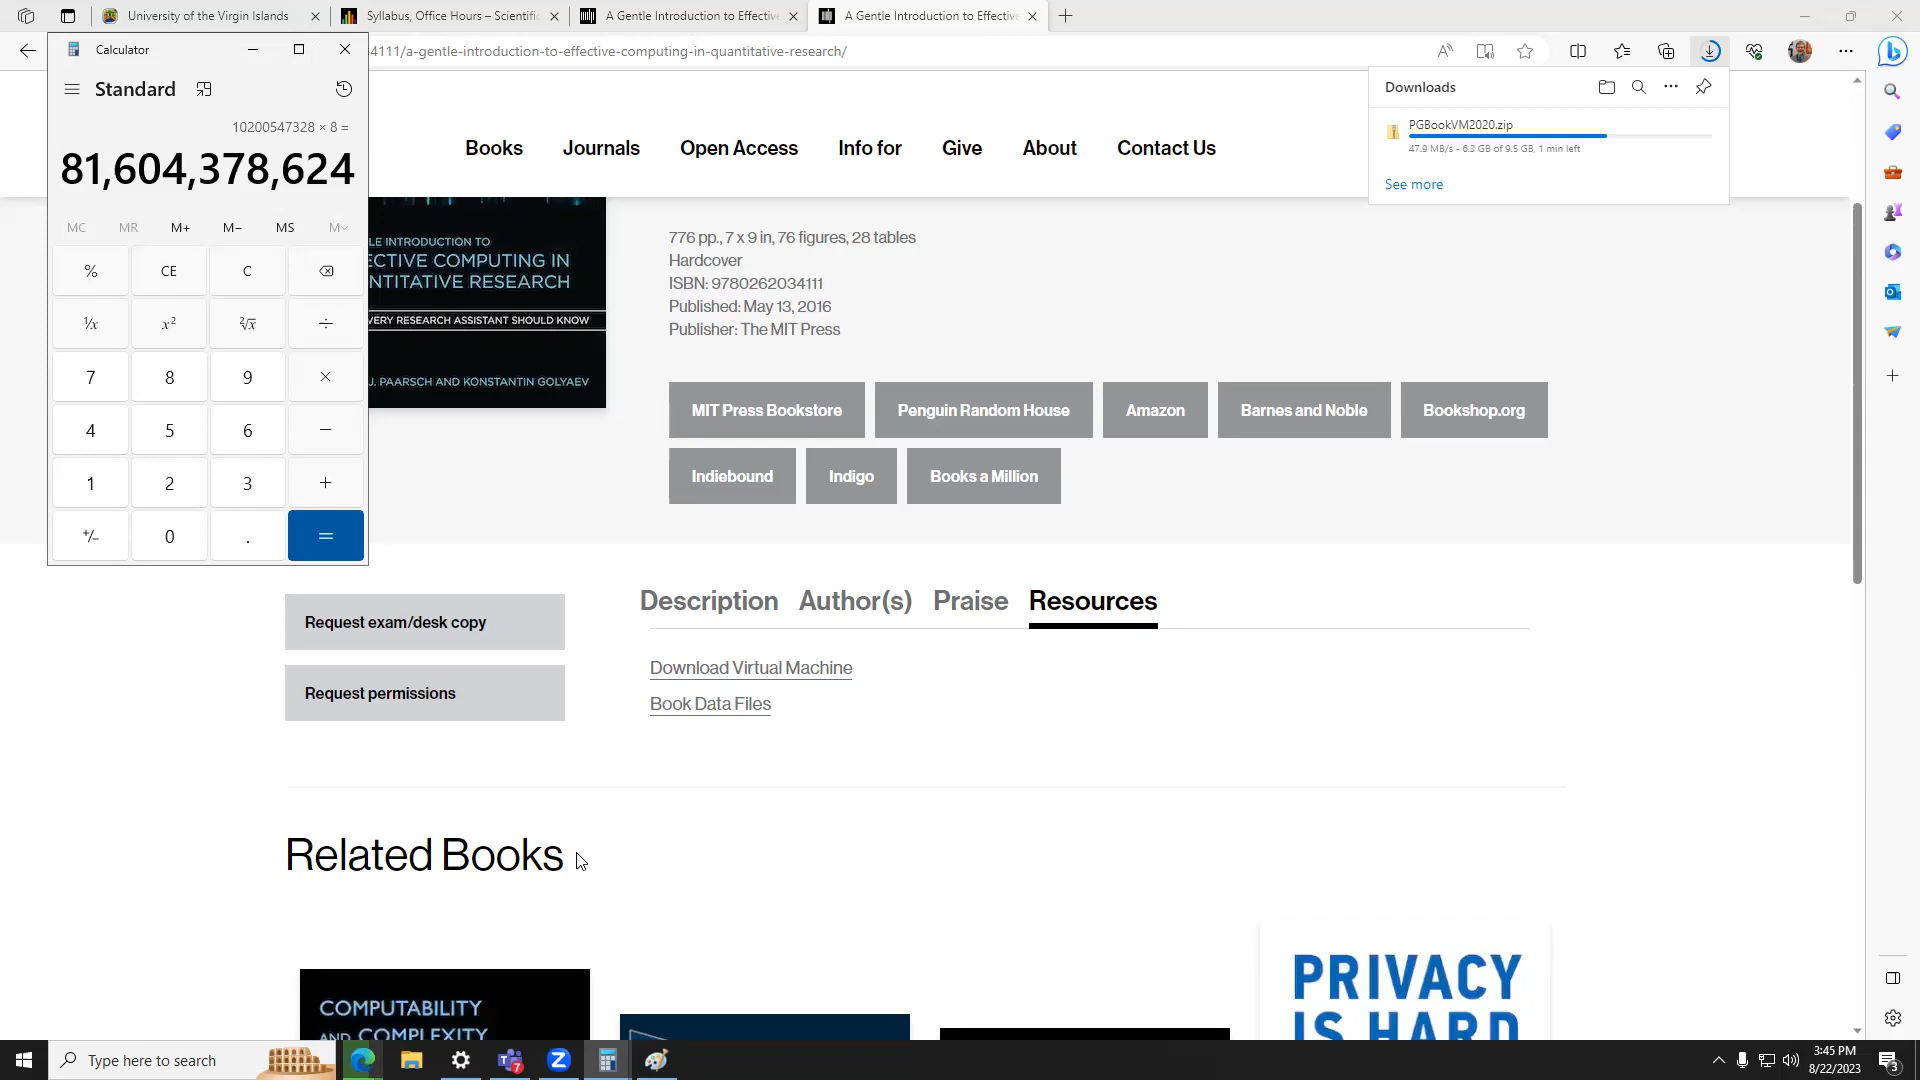 University of the Virgin Islands
Syllabus, Office Hours – Scientific
A Gentle Introduction to Effective
A Gentle Introduction to Effective
4111/a-gentle-introduction-to-effective-computing-in-quantitative-research/
Calculator
Standard
10200547328 × 8 =
81,604,378,624
MC MR M+ M− MS M
% CE C
¹/x x² ²√x ÷
7 8 9 ×
4 5 6 −
1 2 3 +
+/− 0 . =
Downloads
PGBookVM2020.zip
47.9 MB/s - 6.3 GB of 9.5 GB, 1 min left
See more
Books Journals Open Access Info for Give About Contact Us
LE INTRODUCTION TO
ECTIVE COMPUTING IN
NTITATIVE RESEARCH
VERY RESEARCH ASSISTANT SHOULD KNOW
J. PAARSCH AND KONSTANTIN GOLYAEV
776 pp., 7 x 9 in, 76 figures, 28 tables
Hardcover
ISBN: 9780262034111
Published: May 13, 2016
Publisher: The MIT Press
MIT Press Bookstore Penguin Random House Amazon Barnes and Noble Bookshop.org
Indiebound Indigo Books a Million
Request exam/desk copy
Request permissions
Description Author(s) Praise Resources
Download Virtual Machine
Book Data Files
Related Books
COMPUTABILITY
AND COMPLEXITY
PRIVACY
IS HARD
Type here to search
7
3:45 PM
8/22/2023
3